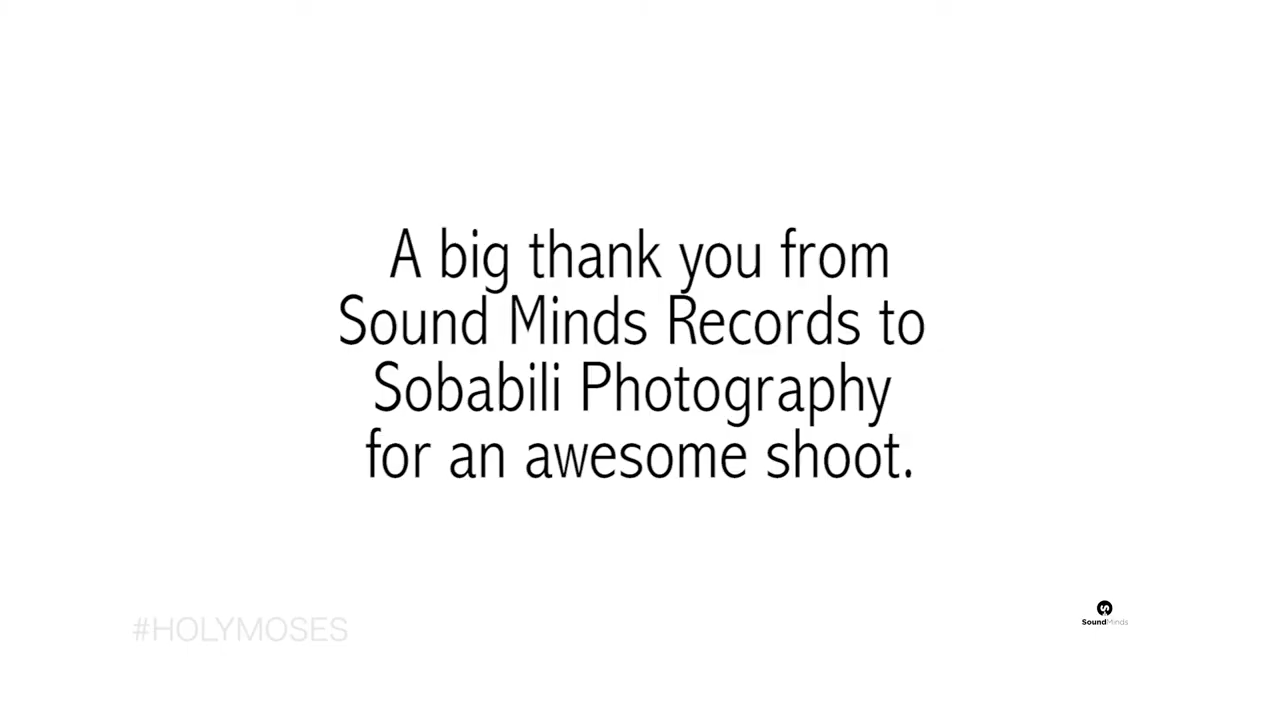 A big thank you from
Sound Minds Records to
Sobabili Photography
for an awesome shoot.
#HOLYMOSES
SoundMinds